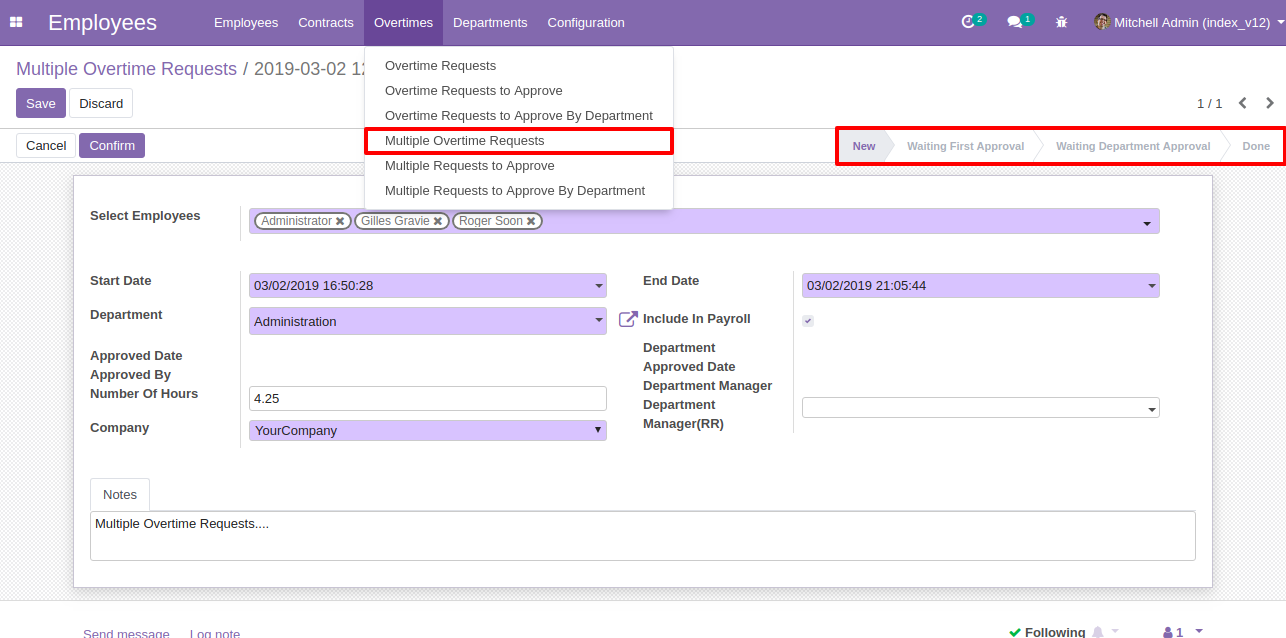 Employees Employees Contracts Overtimes Departments Configuration 2 1 Mitchell Admin (index_v12)
Multiple Overtime Requests / 2019-03-02 12
Overtime Requests
Overtime Requests to Approve
Overtime Requests to Approve By Department
Multiple Overtime Requests
Multiple Requests to Approve
Multiple Requests to Approve By Department
Save Discard 1 / 1
Cancel Confirm New Waiting First Approval Waiting Department Approval Done
Select Employees Administrator Gilles Gravie Roger Soon
Start Date 03/02/2019 16:50:28 End Date 03/02/2019 21:05:44
Department Administration Include In Payroll
Approved Date
Approved By
Number Of Hours 4.25
Company YourCompany
Department
Approved Date
Department Manager
Department
Manager(RR)
Notes
Multiple Overtime Requests....
Send message Log note Following 1